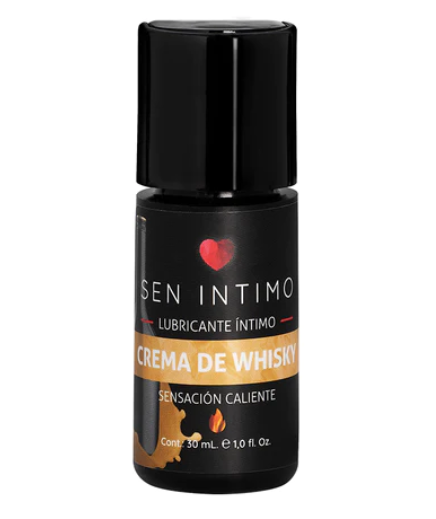 SEN INTIMO
LUBRICANTE ÍNTIMO
CREMA DE WHISKY
SENSACIÓN CALIENTE
Cont. 30 mL. ℮ 1,0 fl. Oz.